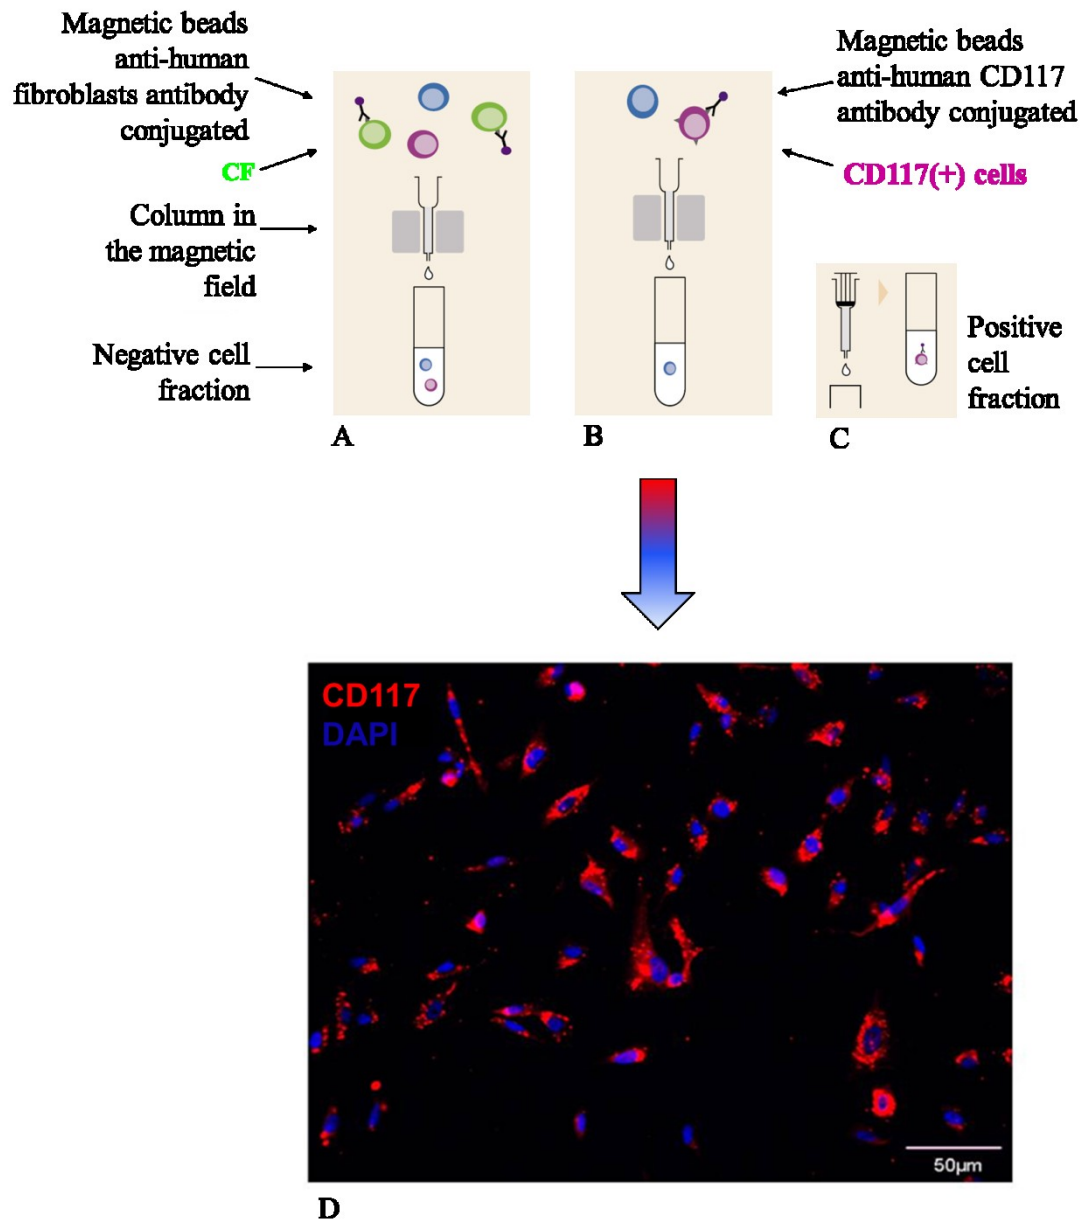 Magnetic beads
anti-human
fibroblasts antibody
conjugated
CF
Column in
the magnetic
field
Negative cell
fraction
Magnetic beads
anti-human CD117
antibody conjugated
CD117(+) cells
Positive
cell
fraction
A
B
C
CD117
DAPI
50µm
D